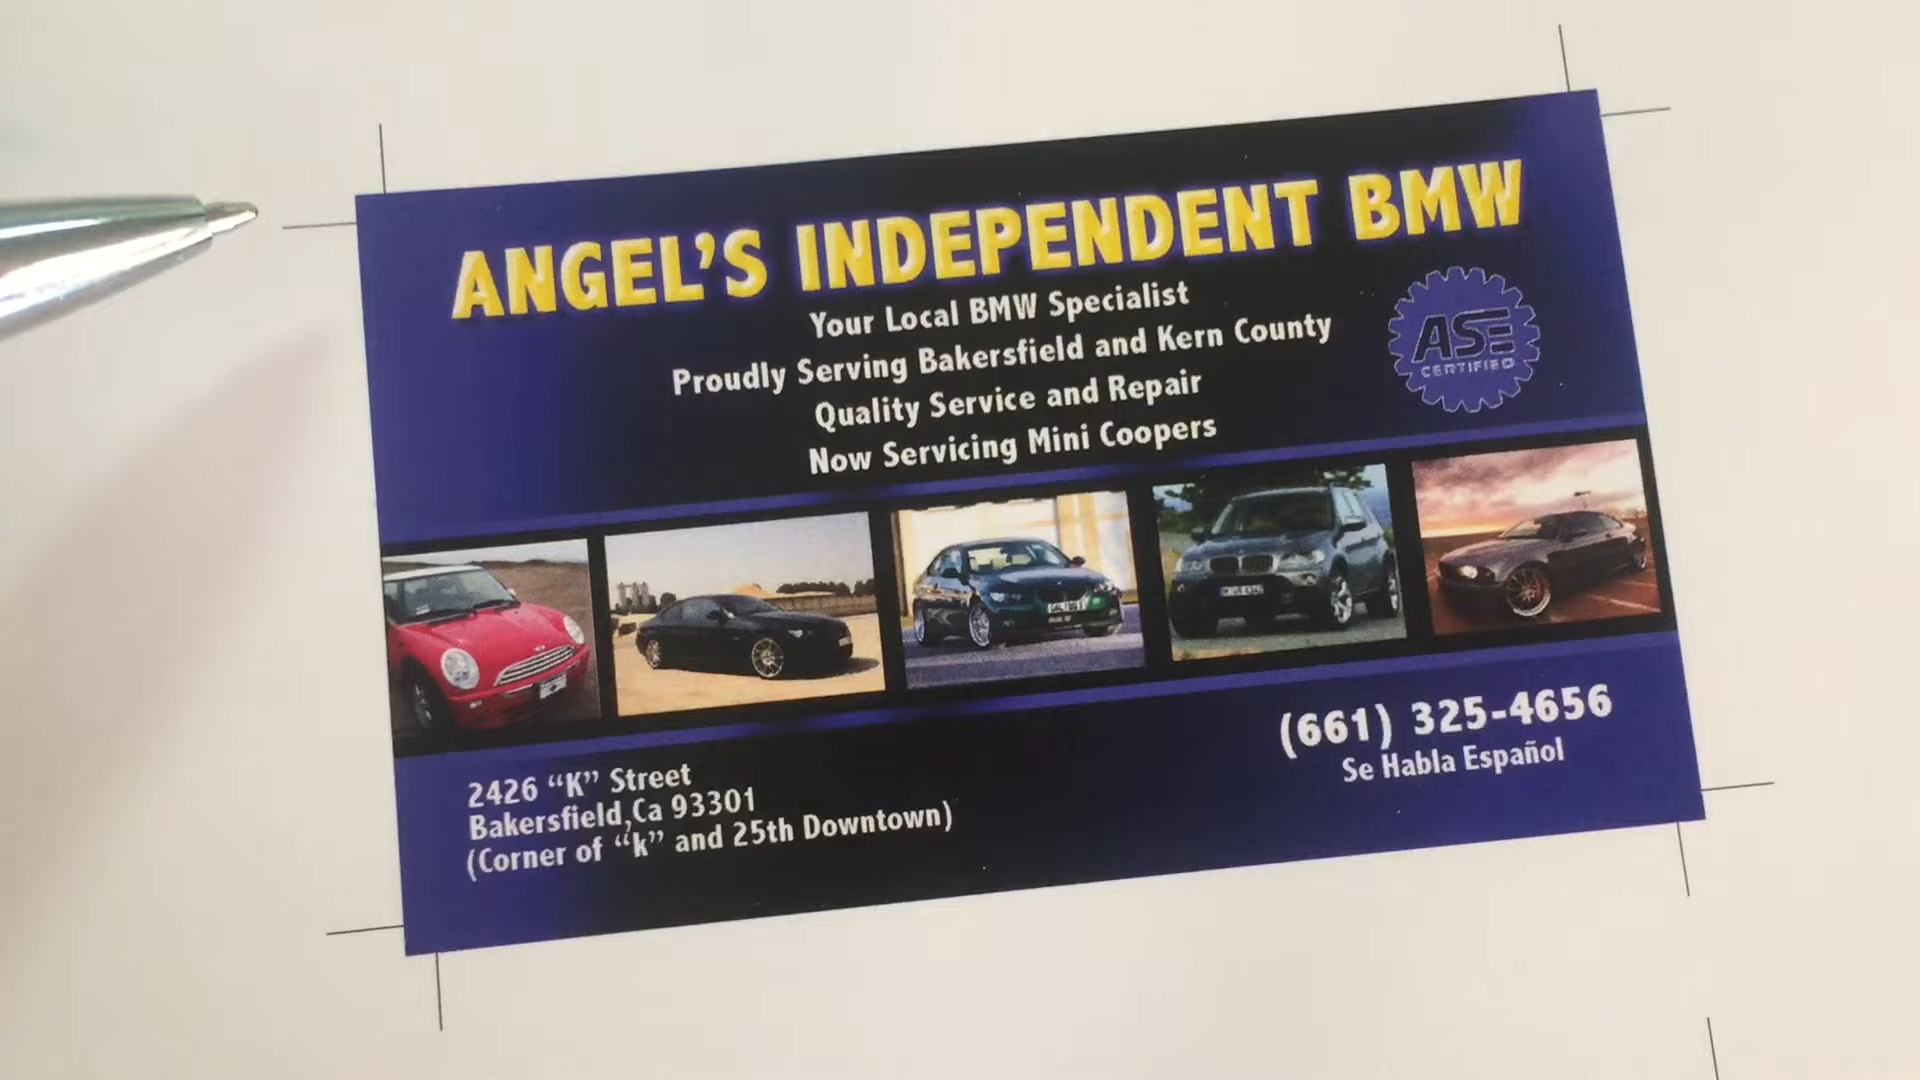 ANGEL'S INDEPENDENT BMW
Your Local BMW Specialist
Proudly Serving Bakersfield and Kern County
Quality Service and Repair
Now Servicing Mini Coopers
ASE
CERTIFIED
2426 “K” Street
Bakersfield,Ca 93301
(Corner of “k” and 25th Downtown)
(661) 325-4656
Se Habla Español